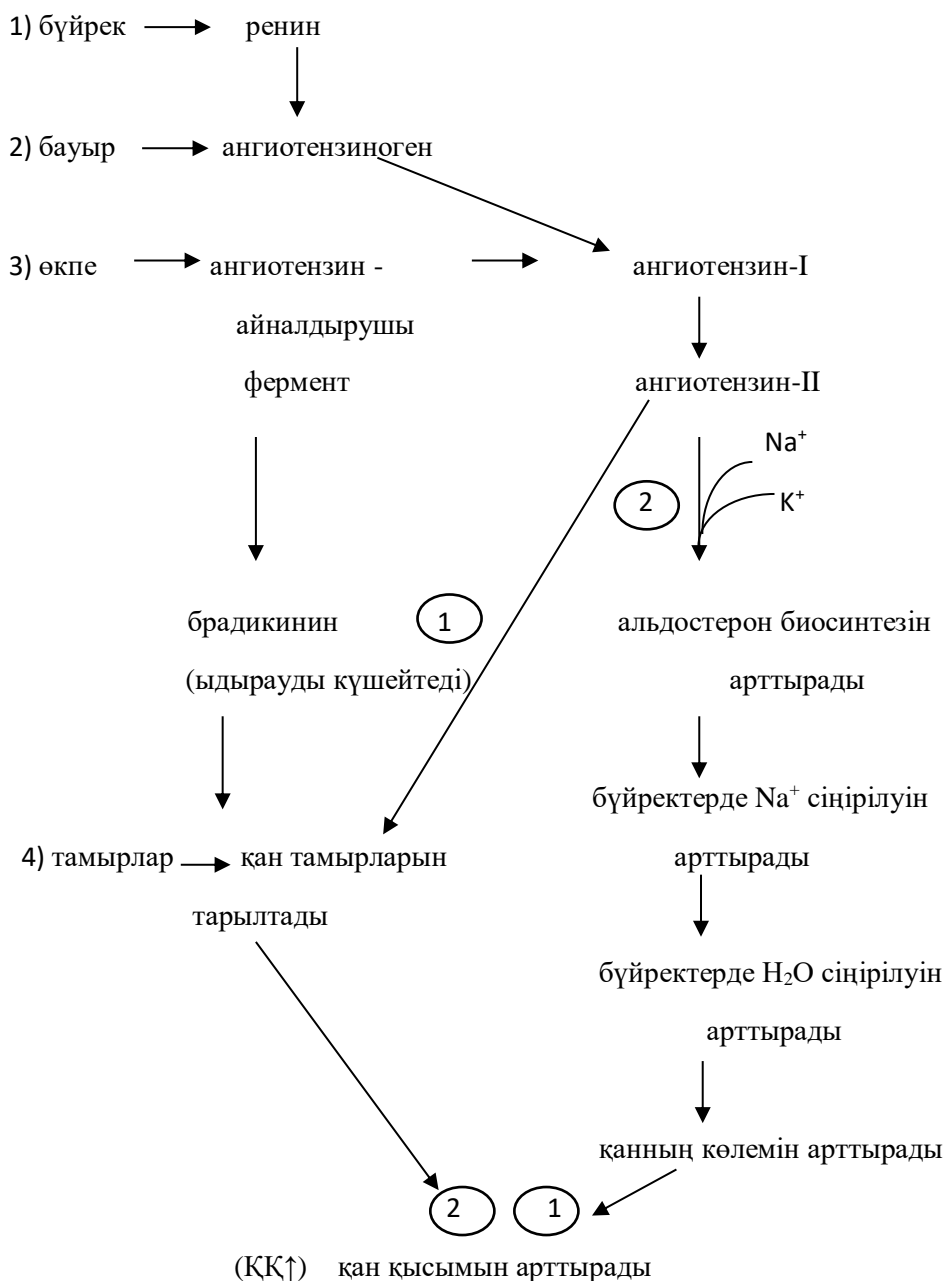 1) бүйрек ренин
2) бауыр ангиотензиноген
3) өкпе ангиотензин - ангиотензин-I
айналдырушы
фермент ангиотензин-II
Na⁺
2 K⁺
брадикинин 1 альдостерон биосинтезін
(ыдырауды күшейтеді) арттырады
бүйректерде Na⁺ сіңірілуін
4) тамырлар қан тамырларын арттырады
тарылтады
бүйректерде H₂O сіңірілуін
арттырады
қанның көлемін арттырады
2 1
(ҚҚ↑) қан қысымын арттырады